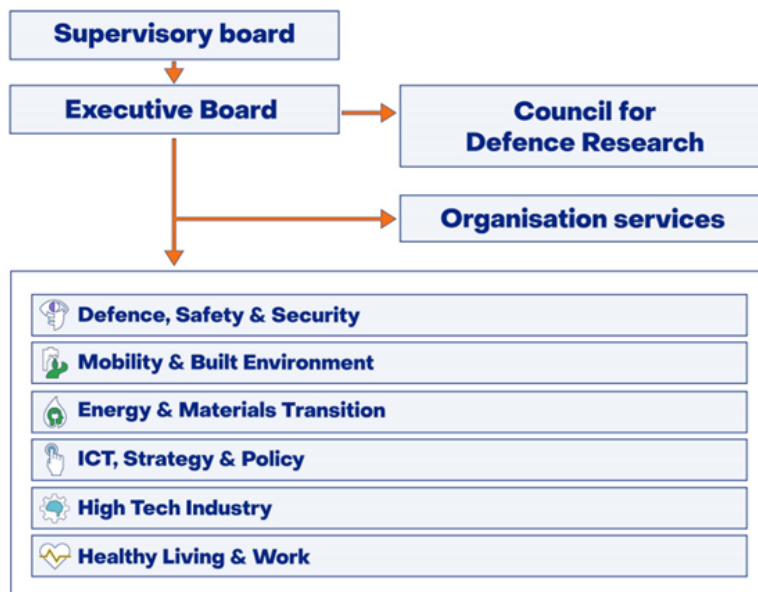 Supervisory board
Executive Board
Council for
Defence Research
Organisation services
Defence, Safety & Security
Mobility & Built Environment
Energy & Materials Transition
ICT, Strategy & Policy
High Tech Industry
Healthy Living & Work